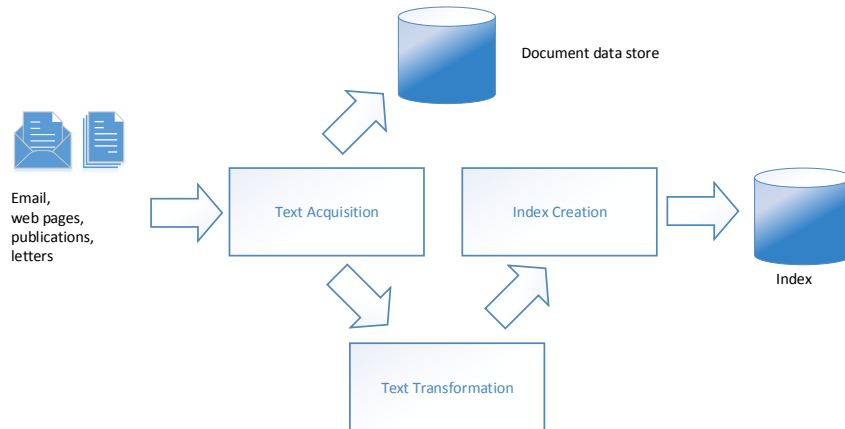 Document data store
Email,
web pages,
publications,
letters
Text Acquisition
Index Creation
Index
Text Transformation